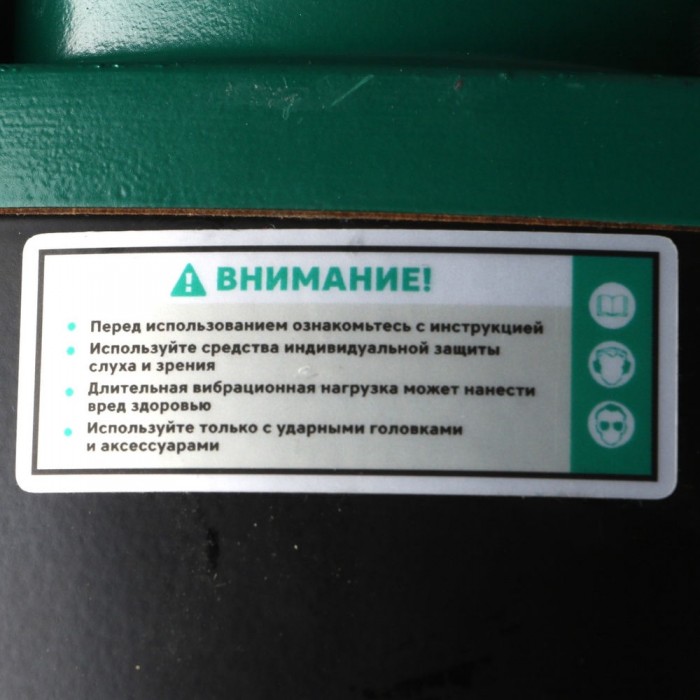 ВНИМАНИЕ!
Перед использованием ознакомьтесь с инструкцией
Используйте средства индивидуальной защиты
слуха и зрения
Длительная вибрационная нагрузка может нанести
вред здоровью
Используйте только с ударными головками
и аксессуарами